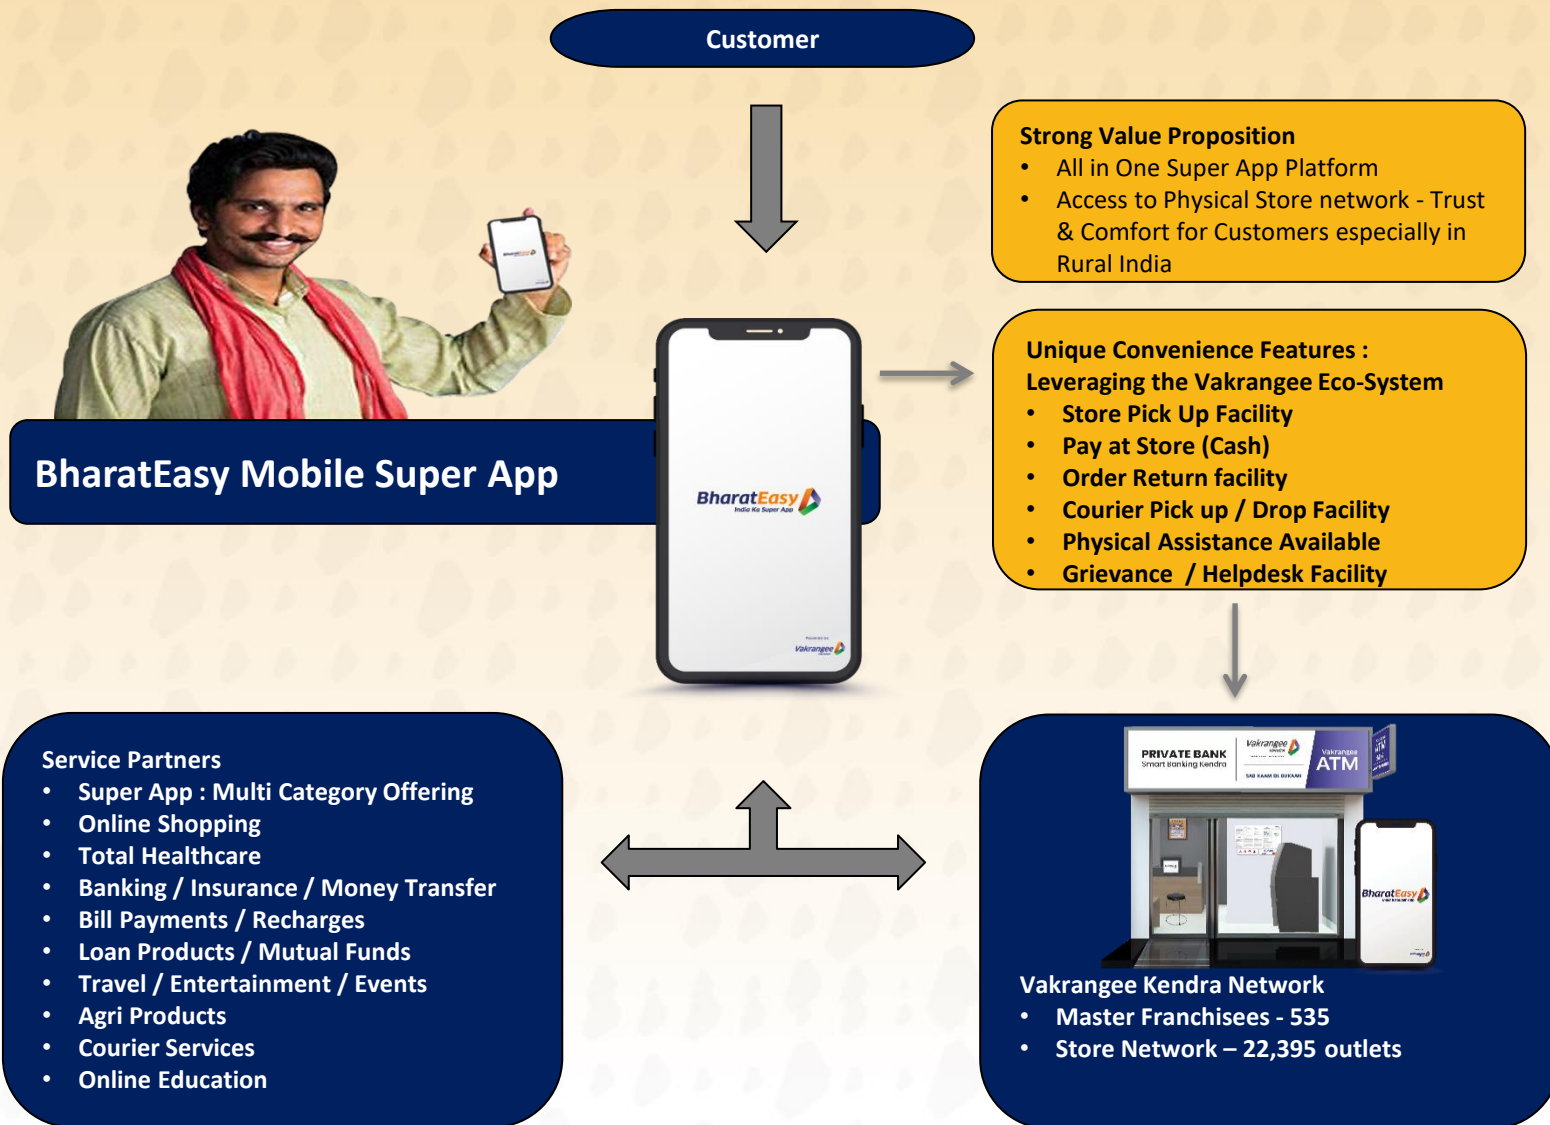 Customer
Strong Value Proposition
• All in One Super App Platform
• Access to Physical Store network - Trust
& Comfort for Customers especially in
Rural India
BharatEasy
Unique Convenience Features :
Leveraging the Vakrangee Eco-System
• Store Pick Up Facility
• Pay at Store (Cash)
• Order Return facility
• Courier Pick up / Drop Facility
• Physical Assistance Available
• Grievance / Helpdesk Facility
BharatEasy Mobile Super App
BharatEasy
India Ka Super App
Vakrangee
Service Partners
• Super App : Multi Category Offering
• Online Shopping
• Total Healthcare
• Banking / Insurance / Money Transfer
• Bill Payments / Recharges
• Loan Products / Mutual Funds
• Travel / Entertainment / Events
• Agri Products
• Courier Services
• Online Education
PRIVATE BANK
Smart Banking Kendra
Vakrangee
Vakrangee
ATM
BharatEasy
Vakrangee Kendra Network
• Master Franchisees - 535
• Store Network – 22,395 outlets